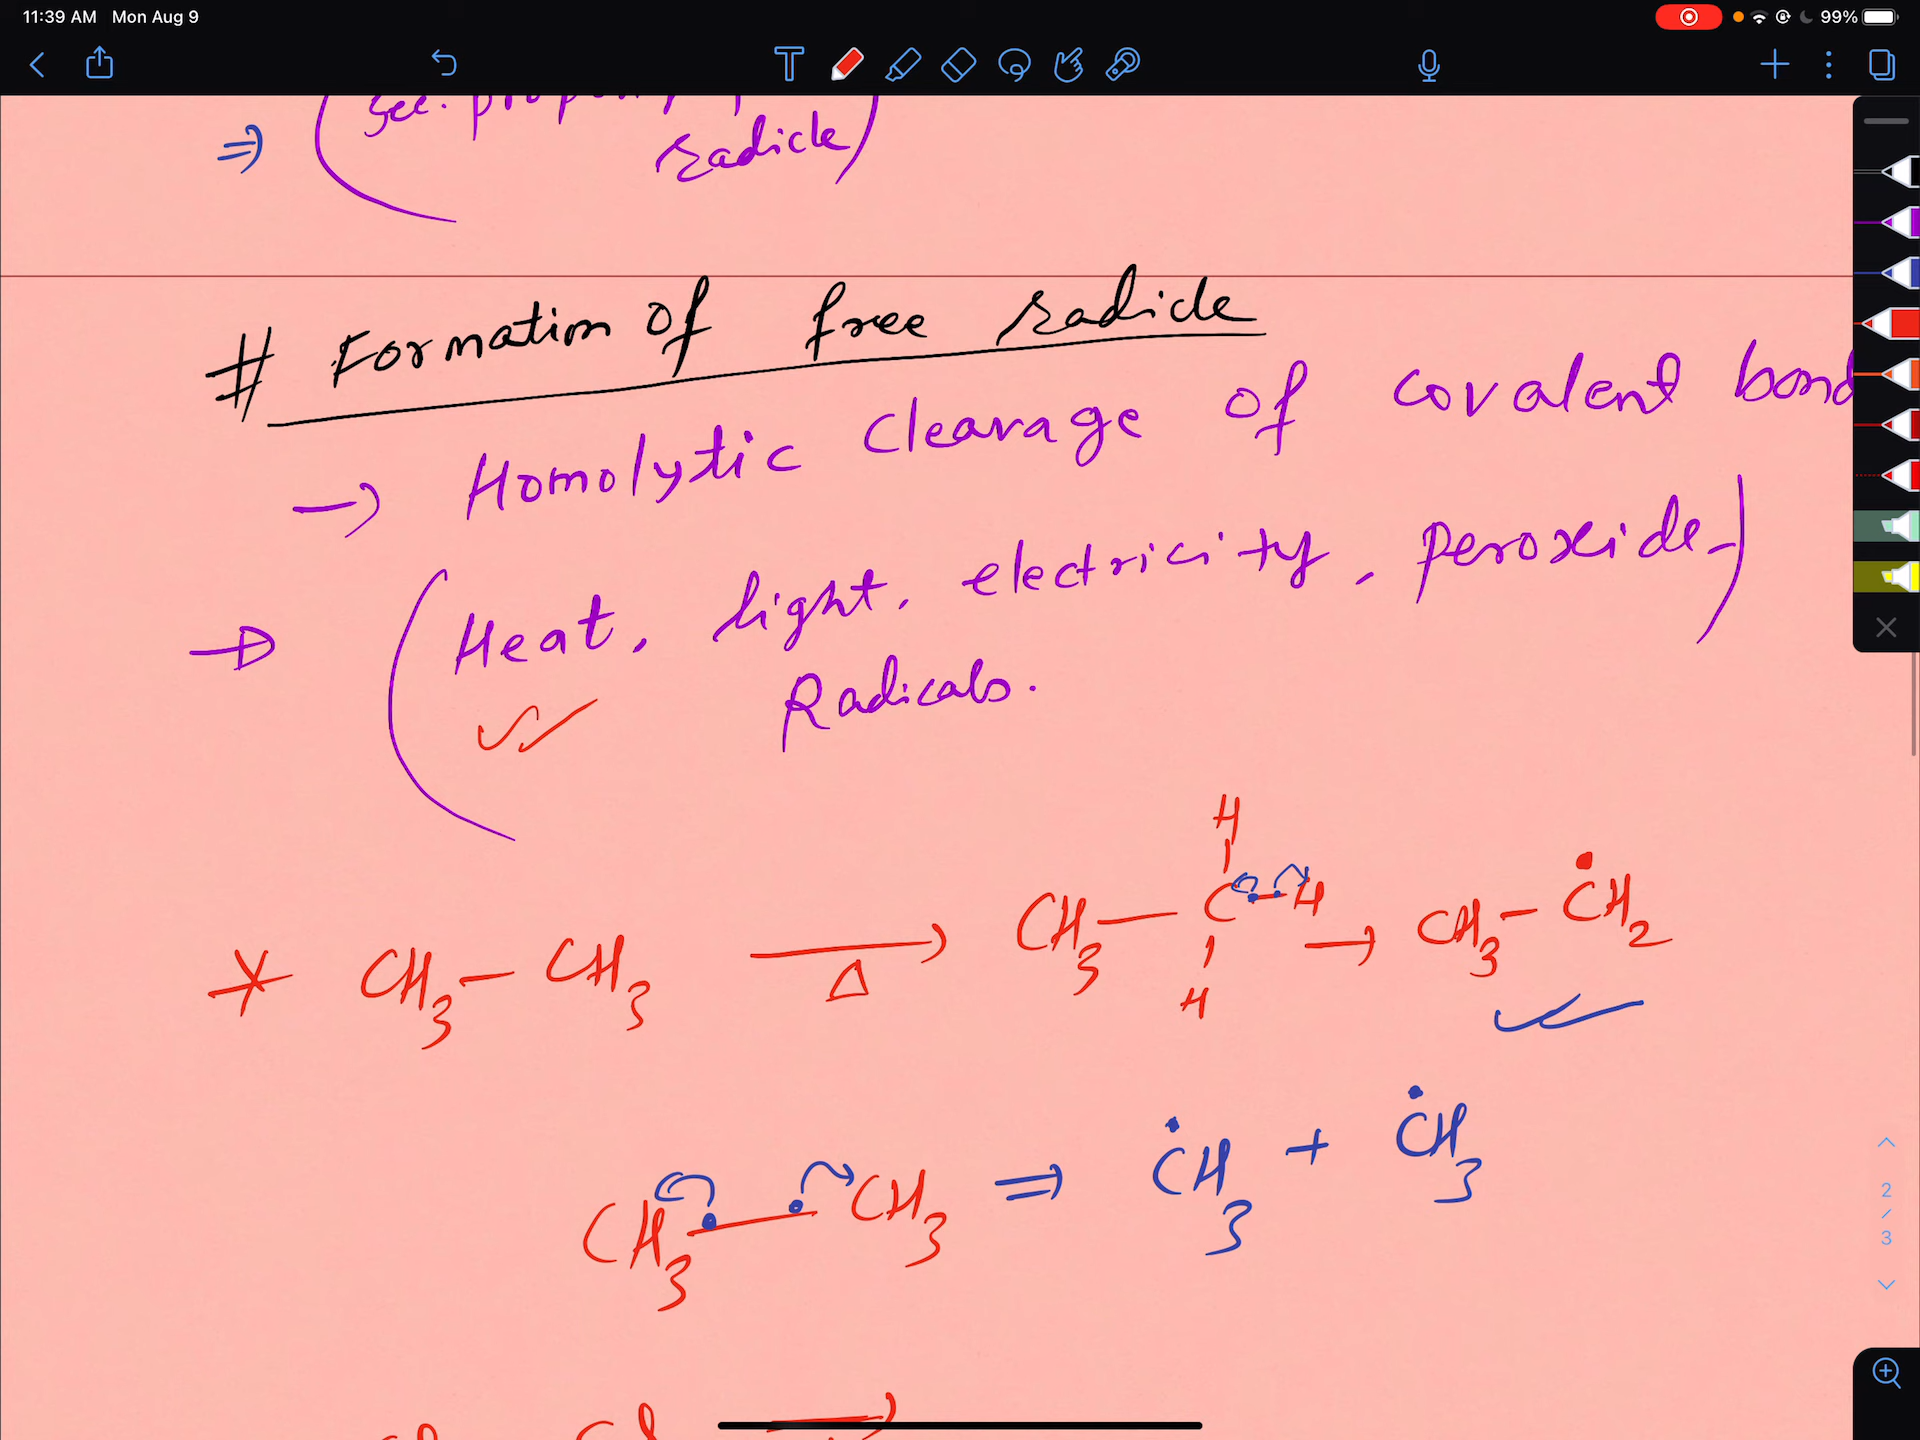 11:39 AM Mon Aug 9
99%
T
⇒ (see. 
radicle)
# Formation of free radicle
→ Homolytic cleavage of covalent bond
→ (Heat, light, electricity, peroxide)
Radicals.
H
* CH3 - CH3 →Δ CH3 - C - H → CH3 - ĊH2
H
CH3 - CH3 ⇒ ĊH3 + ĊH3
2
/
3